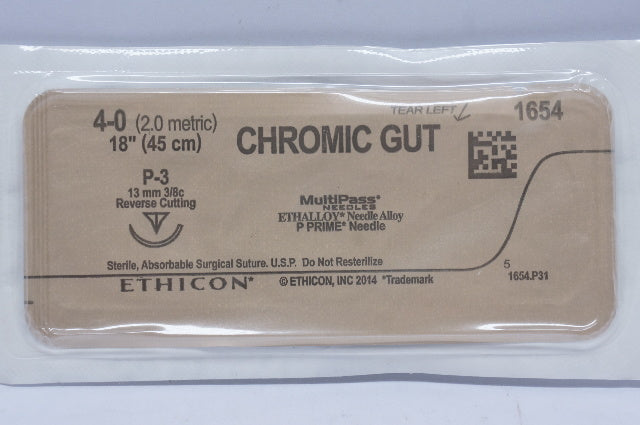 TEAR LEFT
4-0 (2.0 metric)
18" (45 cm)
CHROMIC GUT
1654
P-3
13 mm 3/8c
Reverse Cutting
MultiPass*
NEEDLES
ETHALLOY* Needle Alloy
P PRIME* Needle
Sterile, Absorbable Surgical Suture. U.S.P. Do Not Resterilize
5
1654.P31
ETHICON* © ETHICON, INC 2014 *Trademark